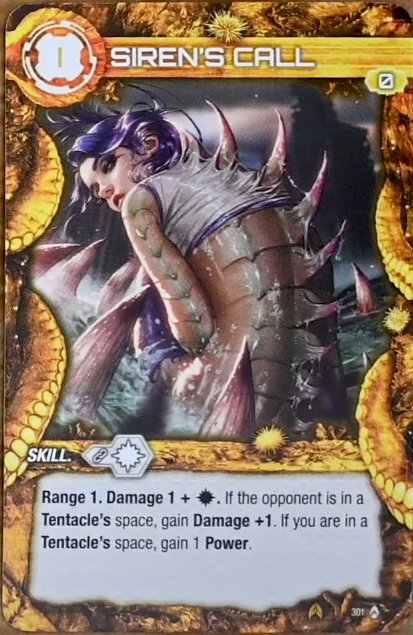 I SIREN'S CALL
0
SKILL.
Range 1. Damage 1 + . If the opponent is in a
Tentacle's space, gain Damage +1. If you are in a
Tentacle's space, gain 1 Power.
301